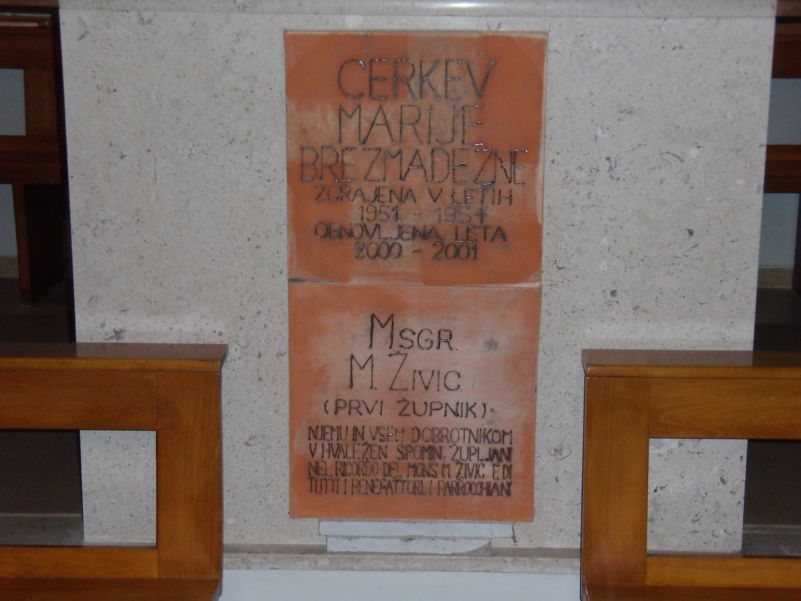 CERKEV
MARIJE
BREZMADEŽNE
ZGRAJENA V LETIH
1951 - 1954
OBNOVLJENA LETA
2000 - 2001
MSGR.
M. ŽIVIC
(PRVI ŽUPNIK)
NJEMU IN VSEM DOBROTNIKOM
V HVALEŽEN SPOMIN, ŽUPLJANI
NEL RICORDO DEL MONS M. ŽIVIC E DI
TUTTI I BENEFATTORI, I PARROCCHIANI